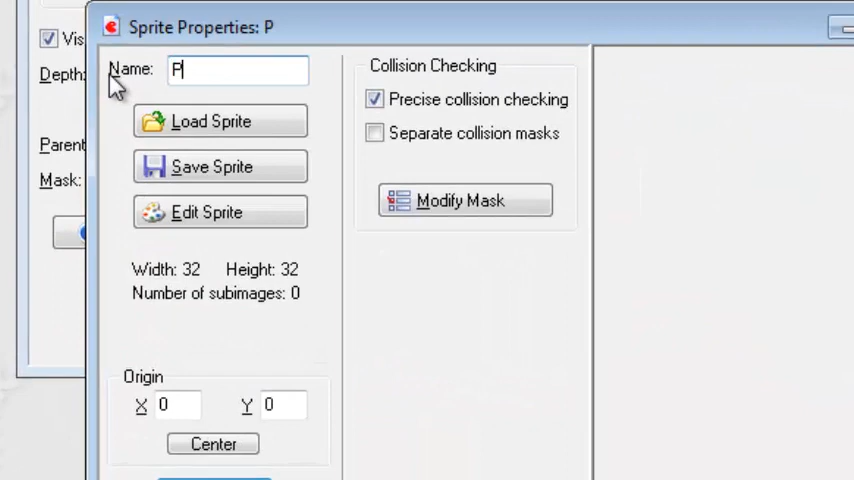 Sprite Properties: P
Vis
Depth:
Parent
Mask:
Name: P
Load Sprite
Save Sprite
Edit Sprite
Width: 32 Height: 32
Number of subimages: 0
Origin
X 0 Y 0
Center
Collision Checking
Precise collision checking
Separate collision masks
Modify Mask